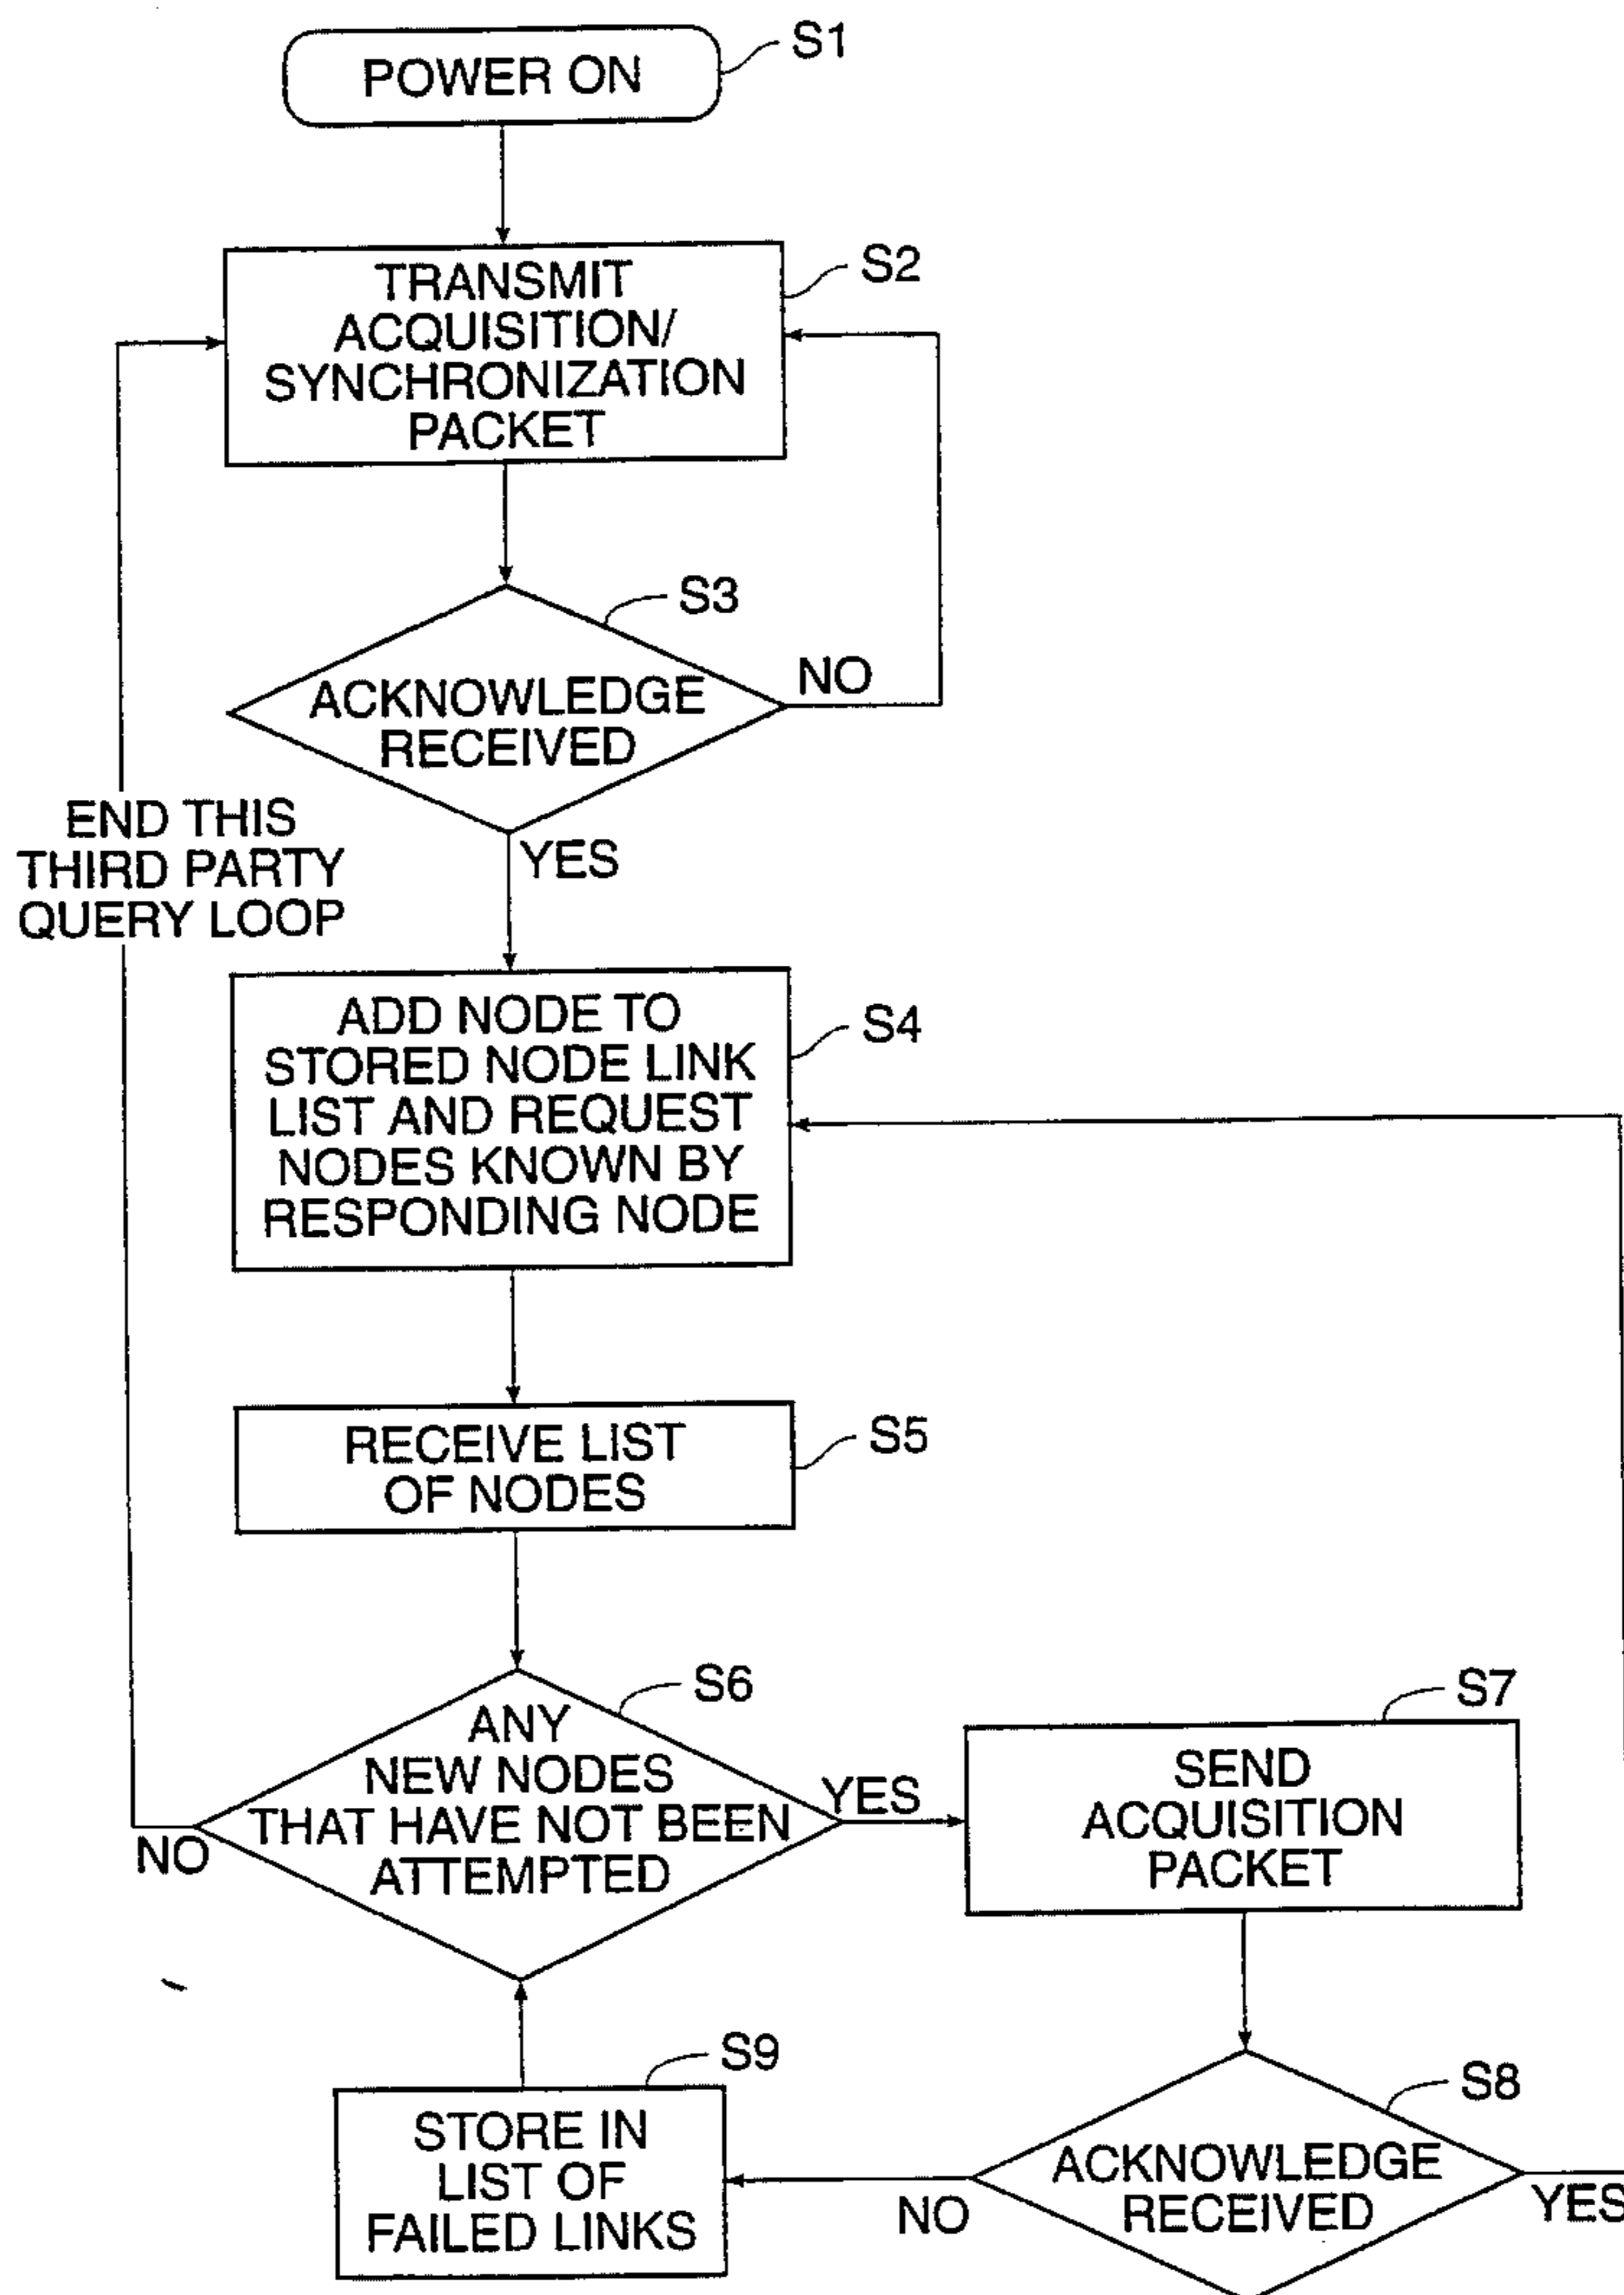 POWER ON
S1
TRANSMIT
ACQUISITION/
SYNCHRONIZATION
PACKET
S2
S3
ACKNOWLEDGE
RECEIVED
NO
YES
END THIS
THIRD PARTY
QUERY LOOP
ADD NODE TO
STORED NODE LINK
LIST AND REQUEST
NODES KNOWN BY
RESPONDING NODE
S4
RECEIVE LIST
OF NODES
S5
S6
ANY
NEW NODES
THAT HAVE NOT BEEN
ATTEMPTED
NO
YES
S7
SEND
ACQUISITION
PACKET
S8
ACKNOWLEDGE
RECEIVED
YES
NO
S9
STORE IN
LIST OF
FAILED LINKS